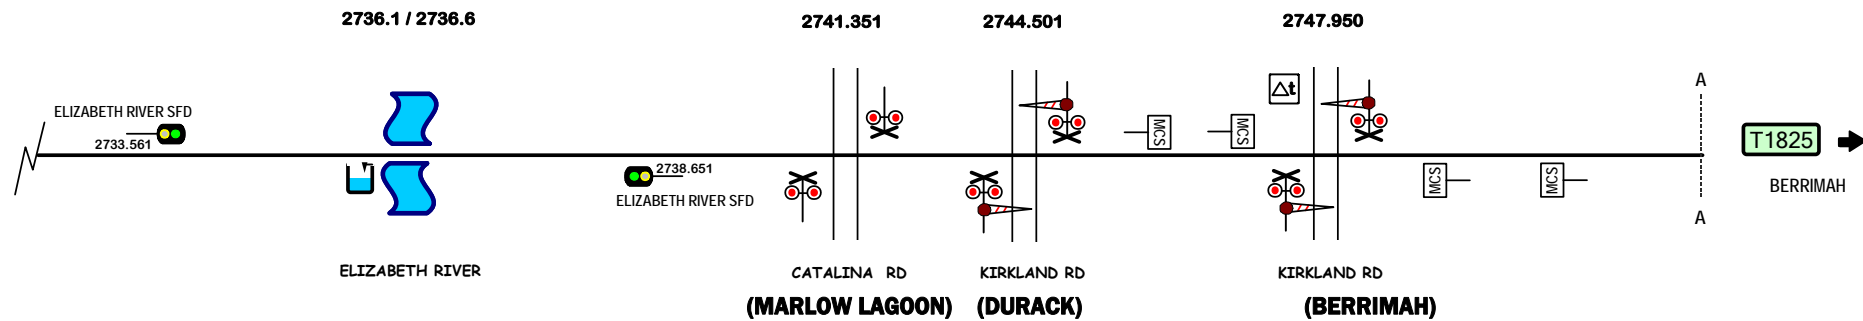 2736.1 / 2736.6
2741.351
2744.501
2747.950
ELIZABETH RIVER SFD
2733.561
2738.651
ELIZABETH RIVER SFD
MCS
MCS
Δt
MCS
MCS
A
A
T1825
BERRIMAH
ELIZABETH RIVER
CATALINA RD
KIRKLAND RD
KIRKLAND RD
(MARLOW LAGOON)
(DURACK)
(BERRIMAH)